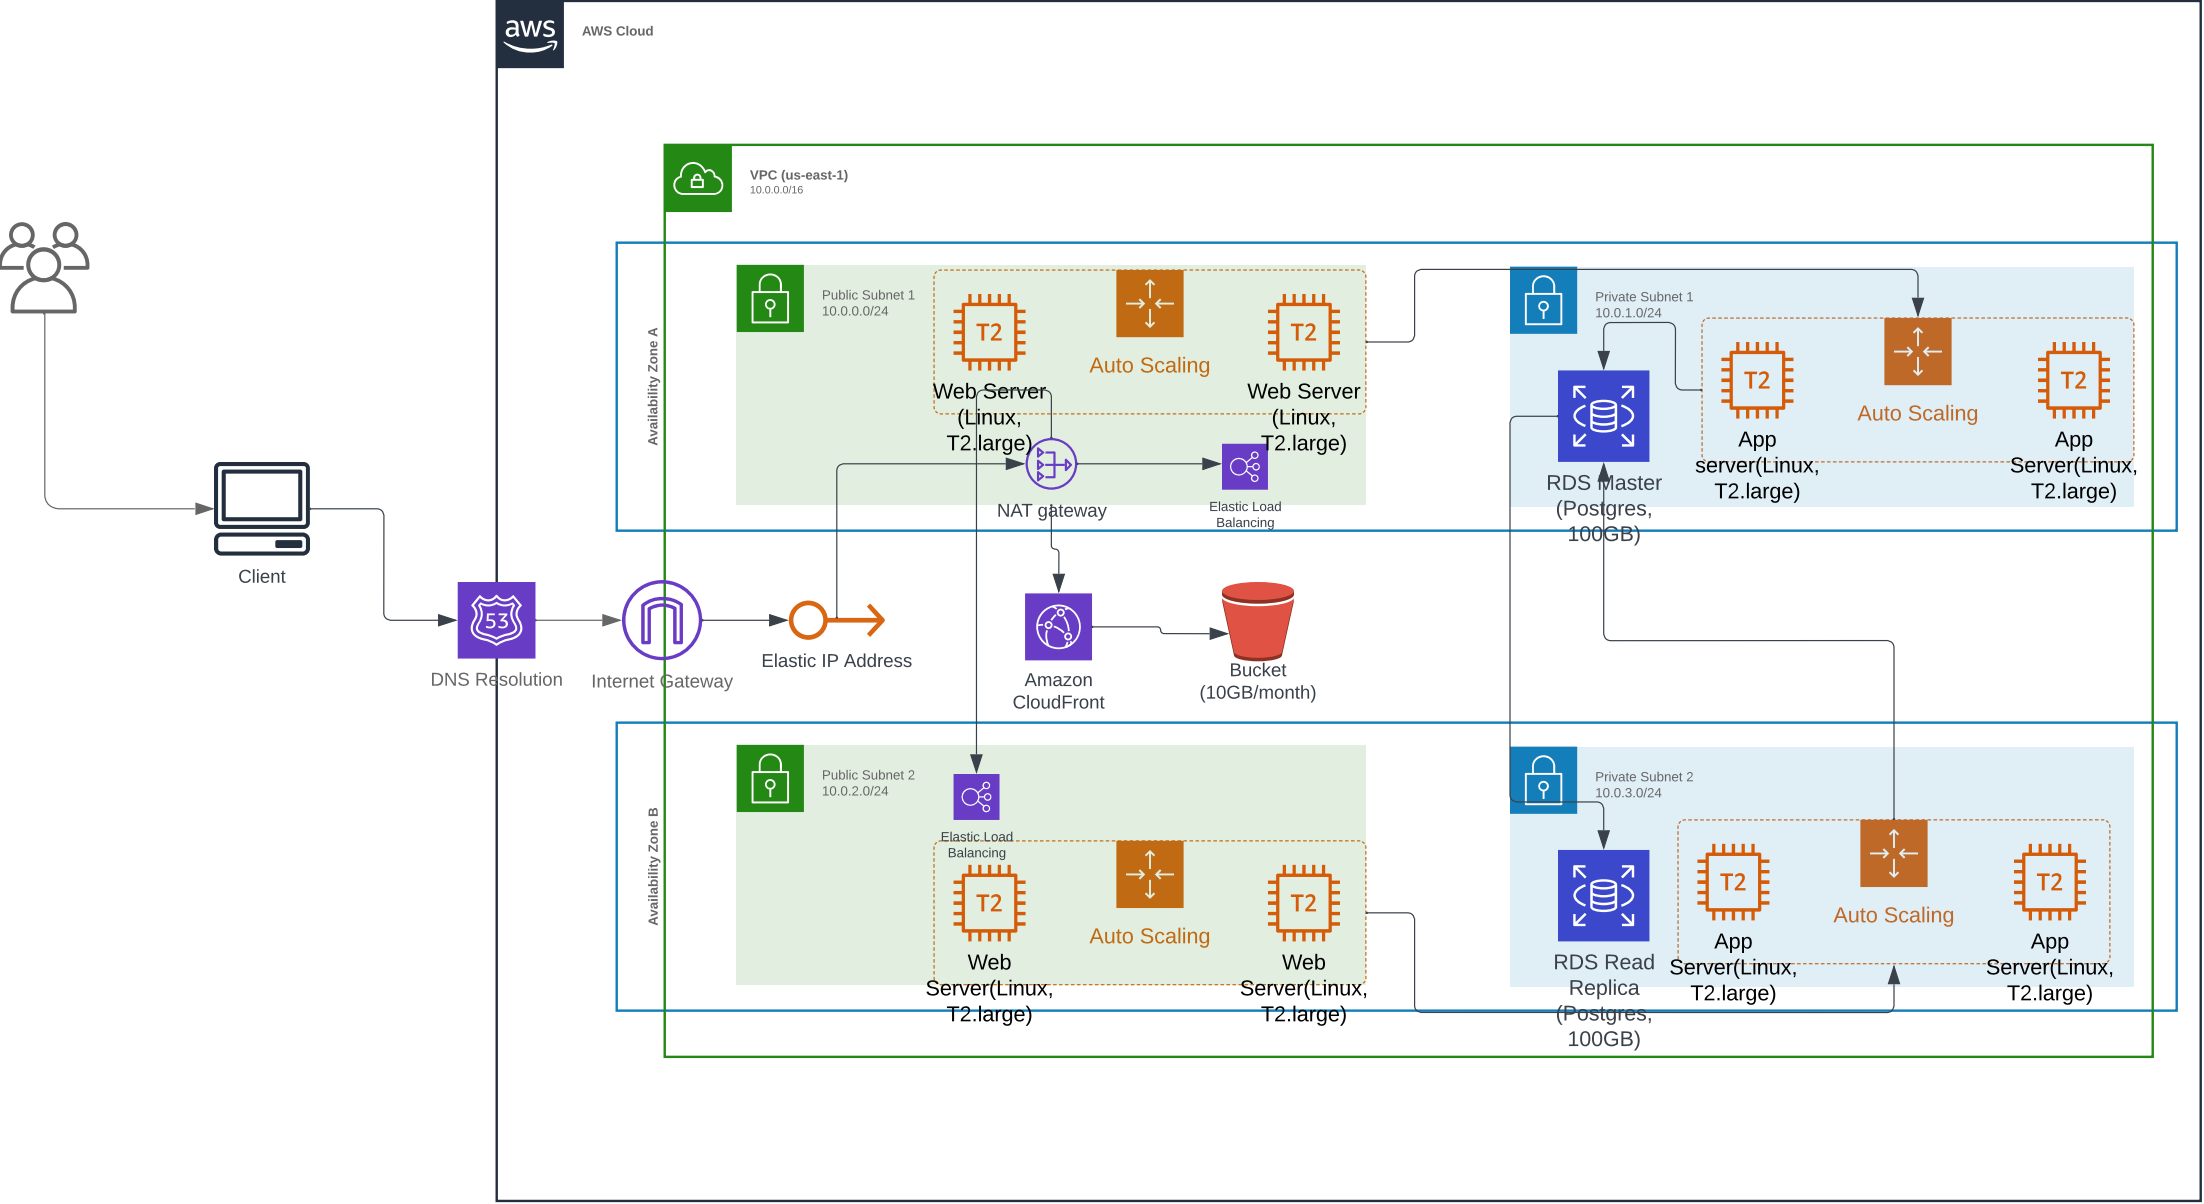 aws
AWS Cloud
VPC (us-east-1)
10.0.0.0/16
Availability Zone A
Public Subnet 1
10.0.0.0/24
T2
Web Server
(Linux,
T2.large)
Auto Scaling
T2
Web Server
(Linux,
T2.large)
NAT gateway
Elastic Load
Balancing
Private Subnet 1
10.0.1.0/24
RDS Master
(Postgres,
100GB)
T2
App
server(Linux,
T2.large)
Auto Scaling
T2
App
Server(Linux,
T2.large)
Client
53
DNS Resolution
Internet Gateway
Elastic IP Address
Amazon
CloudFront
Bucket
(10GB/month)
Availability Zone B
Public Subnet 2
10.0.2.0/24
Elastic Load
Balancing
T2
Web
Server(Linux,
T2.large)
Auto Scaling
T2
Web
Server(Linux,
T2.large)
Private Subnet 2
10.0.3.0/24
RDS Read
Replica
(Postgres,
100GB)
T2
App
Server(Linux,
T2.large)
Auto Scaling
T2
App
Server(Linux,
T2.large)